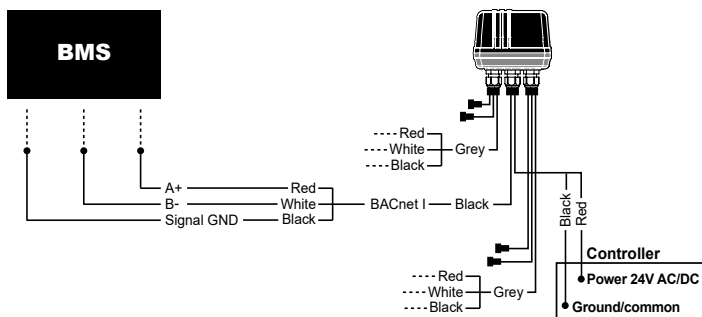 BMS
Red
White Grey
Black
A+ Red
B- White BACnet I Black
Signal GND Black
Black
Red
Controller
Power 24V AC/DC
Ground/common
Red
White Grey
Black